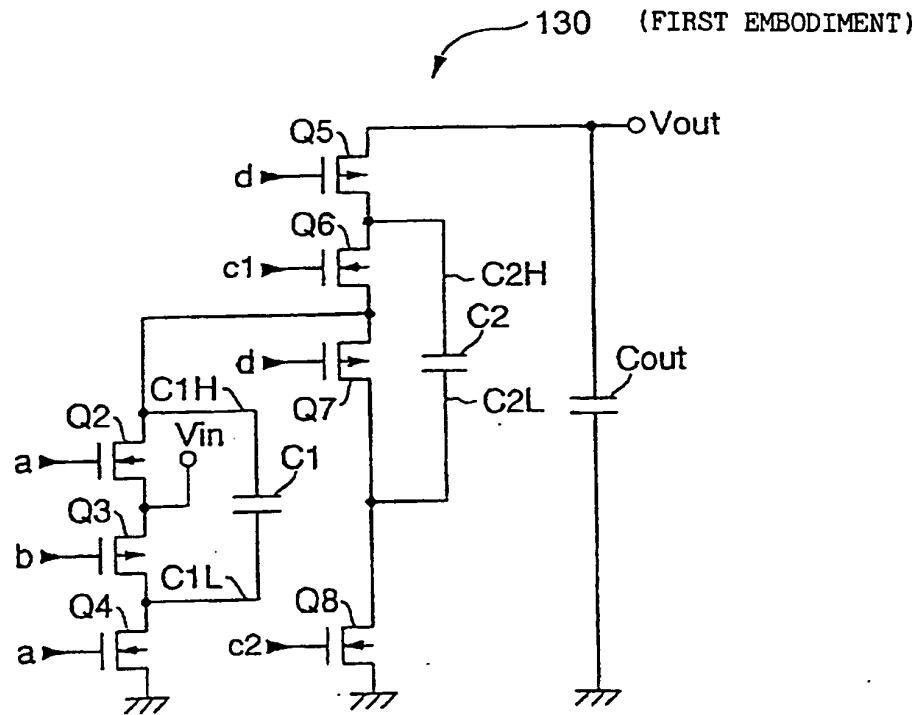 130 (FIRST EMBODIMENT)
Vout
Q5
d
Q6
c1
C2H
C2
d
Cout
C1H
Q7
C2L
Q2
Vin
a
C1
Q3
b
C1L
Q4
Q8
a
c2